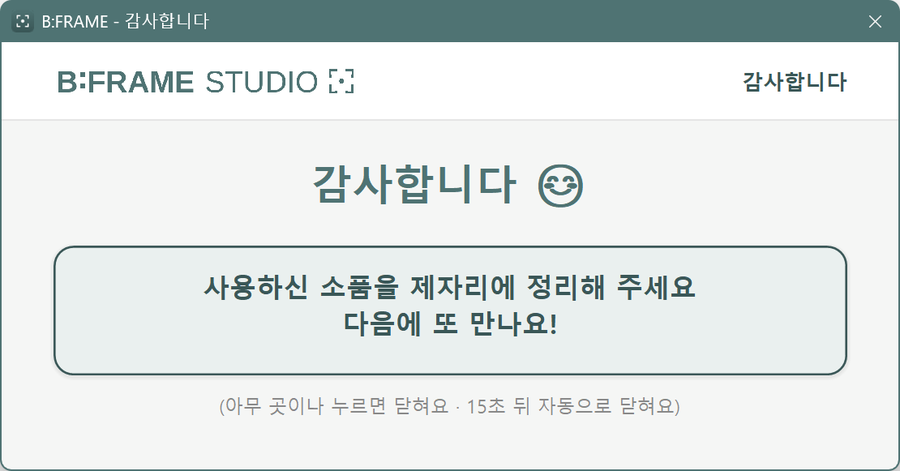 B:FRAME - 감사합니다
B:FRAME STUDIO
감사합니다
감사합니다 😊
사용하신 소품을 제자리에 정리해 주세요
다음에 또 만나요!
(아무 곳이나 누르면 닫혀요 · 15초 뒤 자동으로 닫혀요)